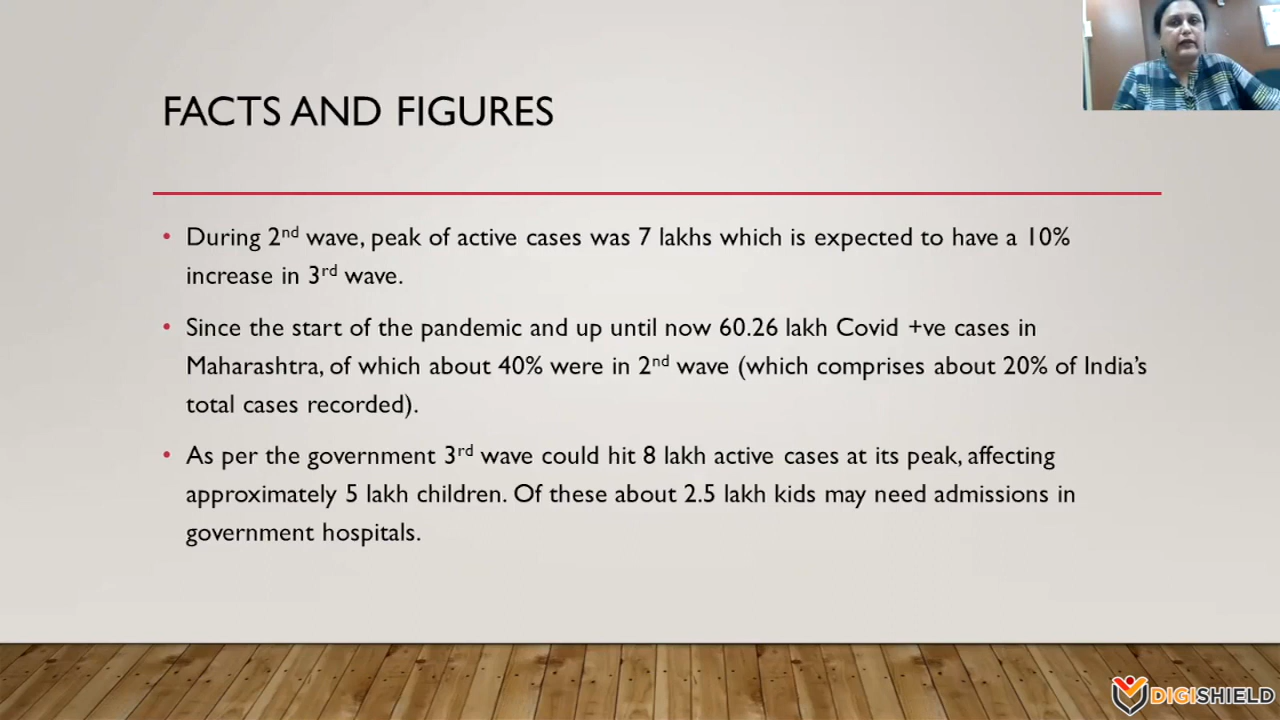 FACTS AND FIGURES
• During 2nd wave, peak of active cases was 7 lakhs which is expected to have a 10%
increase in 3rd wave.
• Since the start of the pandemic and up until now 60.26 lakh Covid +ve cases in
Maharashtra, of which about 40% were in 2nd wave (which comprises about 20% of India's
total cases recorded).
• As per the government 3rd wave could hit 8 lakh active cases at its peak, affecting
approximately 5 lakh children. Of these about 2.5 lakh kids may need admissions in
government hospitals.
DIGISHIELD